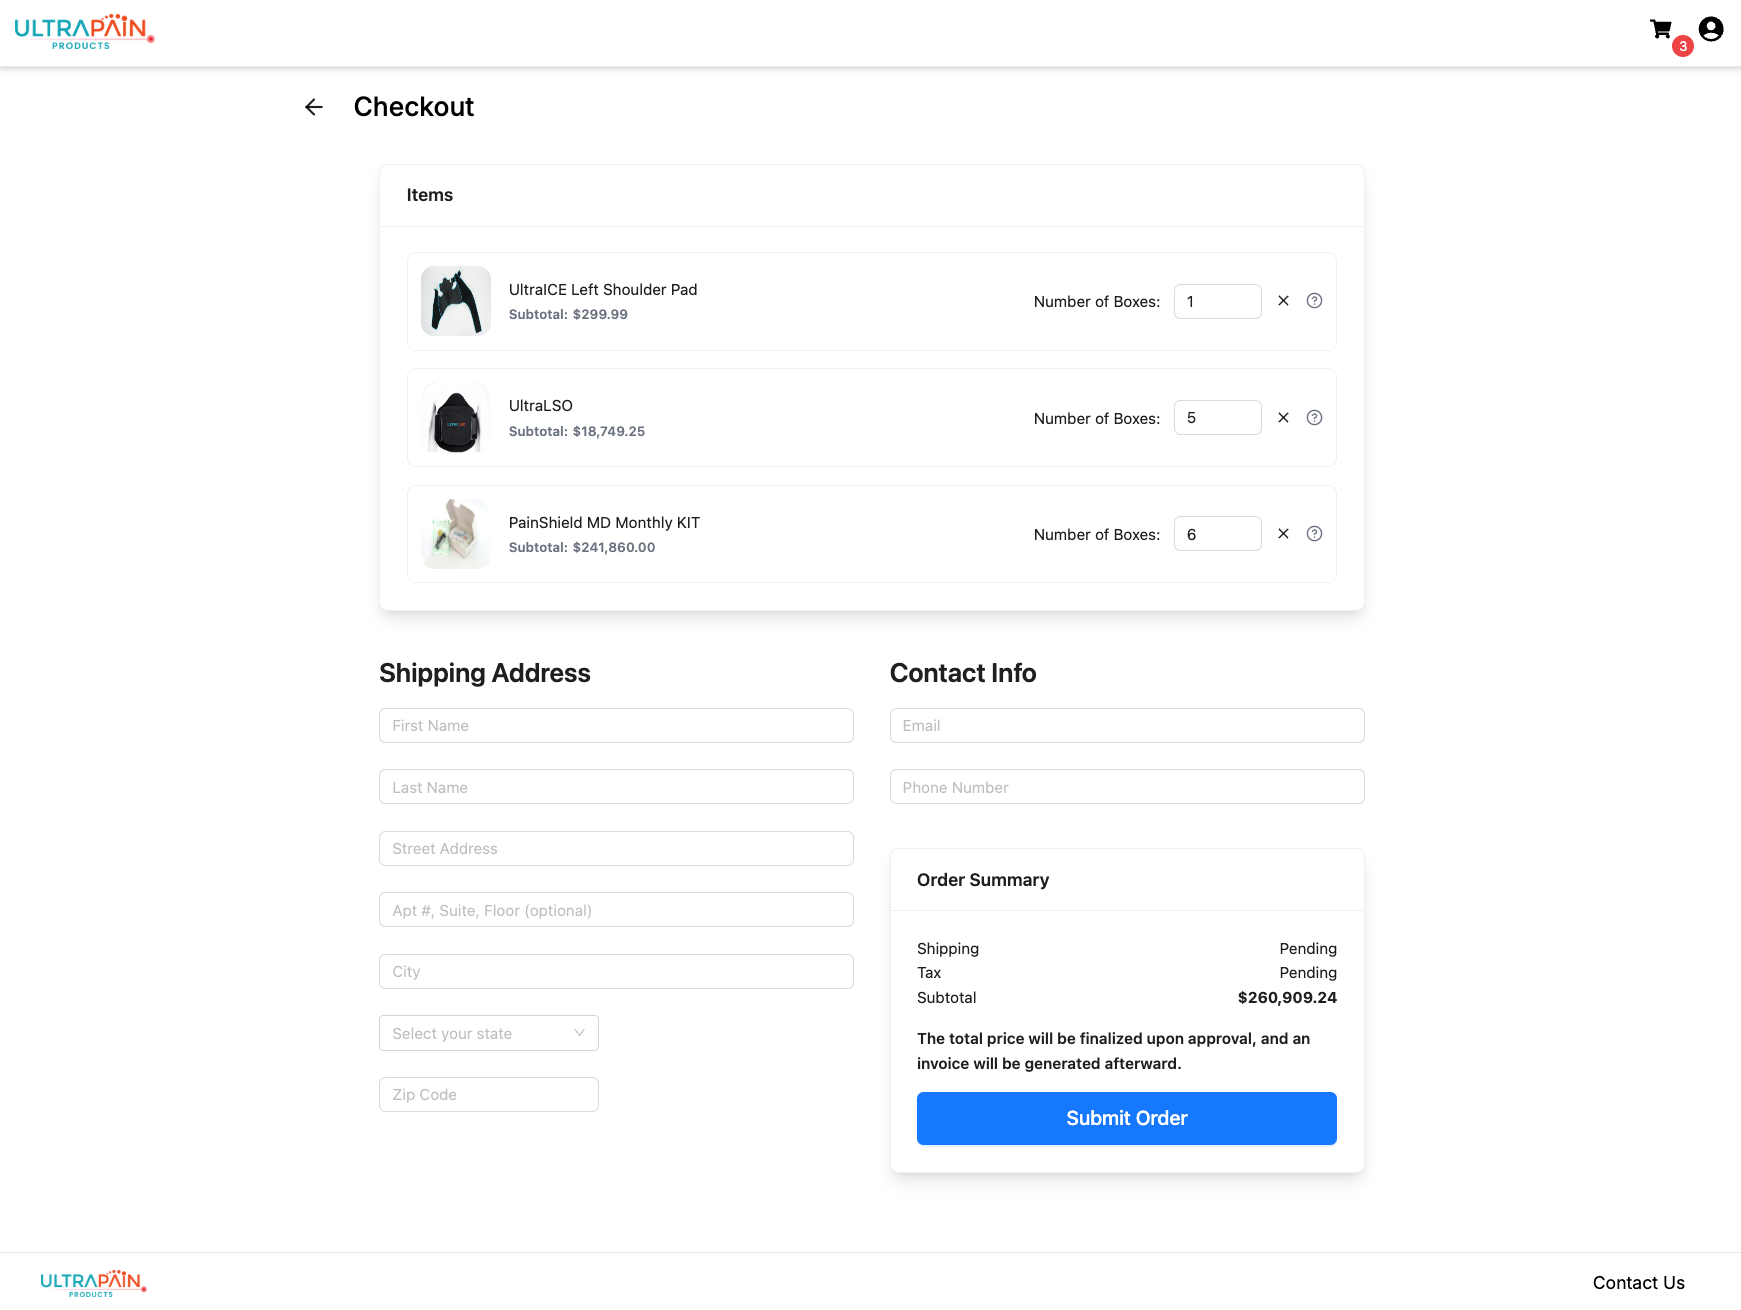 ULTRAPAIN
PRODUCTS
3
Checkout
Items
UltraICE Left Shoulder Pad
Subtotal: $299.99
Number of Boxes: 1
UltraLSO
Subtotal: $18,749.25
Number of Boxes: 5
PainShield MD Monthly KIT
Subtotal: $241,860.00
Number of Boxes: 6
Shipping Address
First Name
Last Name
Street Address
Apt #, Suite, Floor (optional)
City
Select your state
Zip Code
Contact Info
Email
Phone Number
Order Summary
Shipping Pending
Tax Pending
Subtotal $260,909.24
The total price will be finalized upon approval, and an
invoice will be generated afterward.
Submit Order
ULTRAPAIN
PRODUCTS
Contact Us